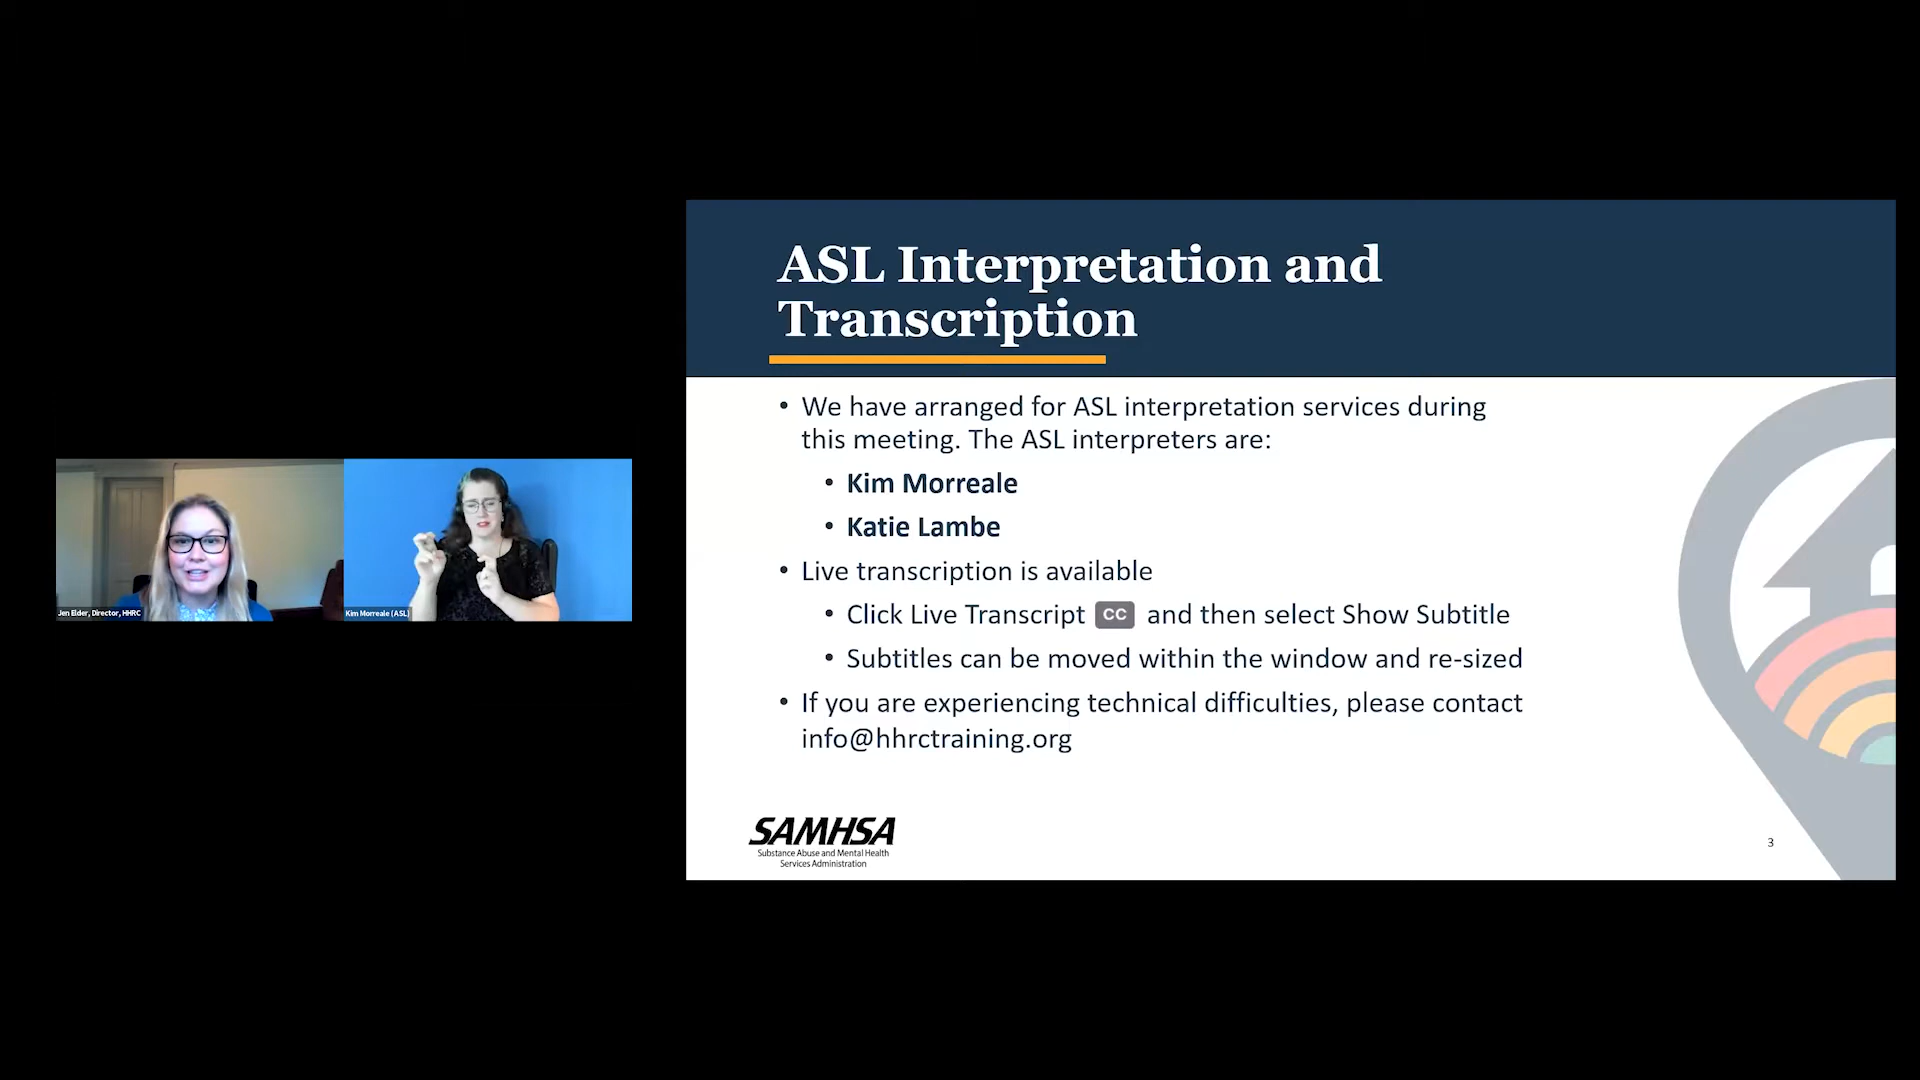 ASL Interpretation and
Transcription
• We have arranged for ASL interpretation services during
this meeting. The ASL interpreters are:
• Kim Morreale
• Katie Lambe
• Live transcription is available
• Click Live Transcript CC and then select Show Subtitle
• Subtitles can be moved within the window and re-sized
• If you are experiencing technical difficulties, please contact
info@hhrctraining.org
SAMHSA
Substance Abuse and Mental Health
Services Administration
3
Jen Elder, Director, HHRC
Kim Morreale (ASL)